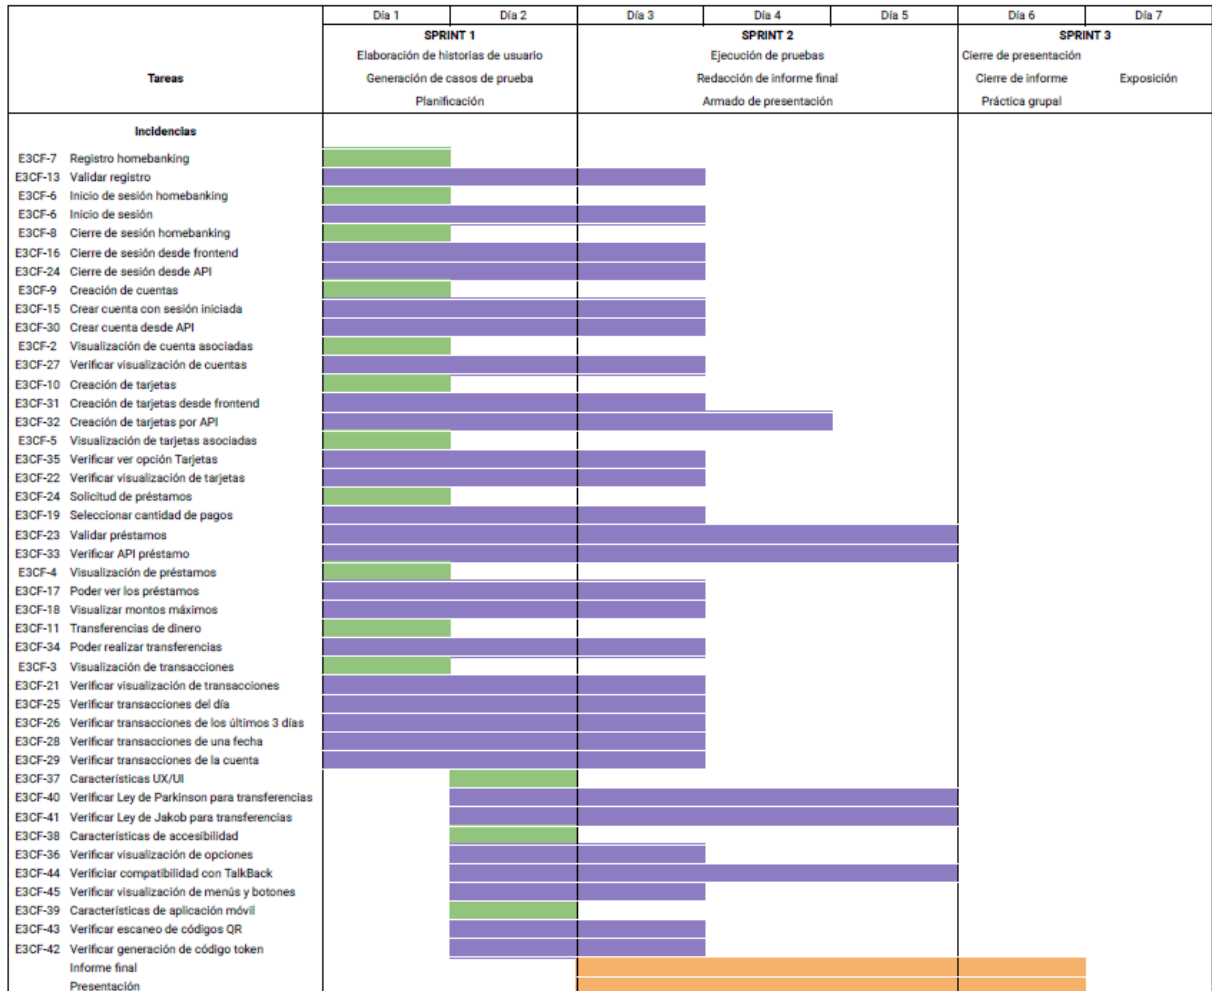 Día 1 Día 2 Día 3 Día 4 Día 5 Día 6 Día 7
SPRINT 1 SPRINT 2 SPRINT 3
Elaboración de historias de usuario Ejecución de pruebas Cierre de presentación
Tareas Generación de casos de prueba Redacción de informe final Cierre de informe Exposición
Planificación Armado de presentación Práctica grupal
Incidencias
E3CF-7 Registro homebanking
E3CF-13 Validar registro
E3CF-6 Inicio de sesión homebanking
E3CF-6 Inicio de sesión
E3CF-8 Cierre de sesión homebanking
E3CF-16 Cierre de sesión desde frontend
E3CF-24 Cierre de sesión desde API
E3CF-9 Creación de cuentas
E3CF-15 Crear cuenta con sesión iniciada
E3CF-30 Crear cuenta desde API
E3CF-2 Visualización de cuenta asociadas
E3CF-27 Verificar visualización de cuentas
E3CF-10 Creación de tarjetas
E3CF-31 Creación de tarjetas desde frontend
E3CF-32 Creación de tarjetas por API
E3CF-5 Visualización de tarjetas asociadas
E3CF-35 Verificar ver opción Tarjetas
E3CF-22 Verificar visualización de tarjetas
E3CF-24 Solicitud de préstamos
E3CF-19 Seleccionar cantidad de pagos
E3CF-23 Validar préstamos
E3CF-33 Verificar API préstamo
E3CF-4 Visualización de préstamos
E3CF-17 Poder ver los préstamos
E3CF-18 Visualizar montos máximos
E3CF-11 Transferencias de dinero
E3CF-34 Poder realizar transferencias
E3CF-3 Visualización de transacciones
E3CF-21 Verificar visualización de transacciones
E3CF-25 Verificar transacciones del día
E3CF-26 Verificar transacciones de los últimos 3 días
E3CF-28 Verificar transacciones de una fecha
E3CF-29 Verificar transacciones de la cuenta
E3CF-37 Características UX/UI
E3CF-40 Verificar Ley de Parkinson para transferencias
E3CF-41 Verificar Ley de Jakob para transferencias
E3CF-38 Características de accesibilidad
E3CF-36 Verificar visualización de opciones
E3CF-44 Verificiar compatibilidad con TalkBack
E3CF-45 Verificar visualización de menús y botones
E3CF-39 Características de aplicación móvil
E3CF-43 Verificar escaneo de códigos QR
E3CF-42 Verificar generación de código token
Informe final
Presentación